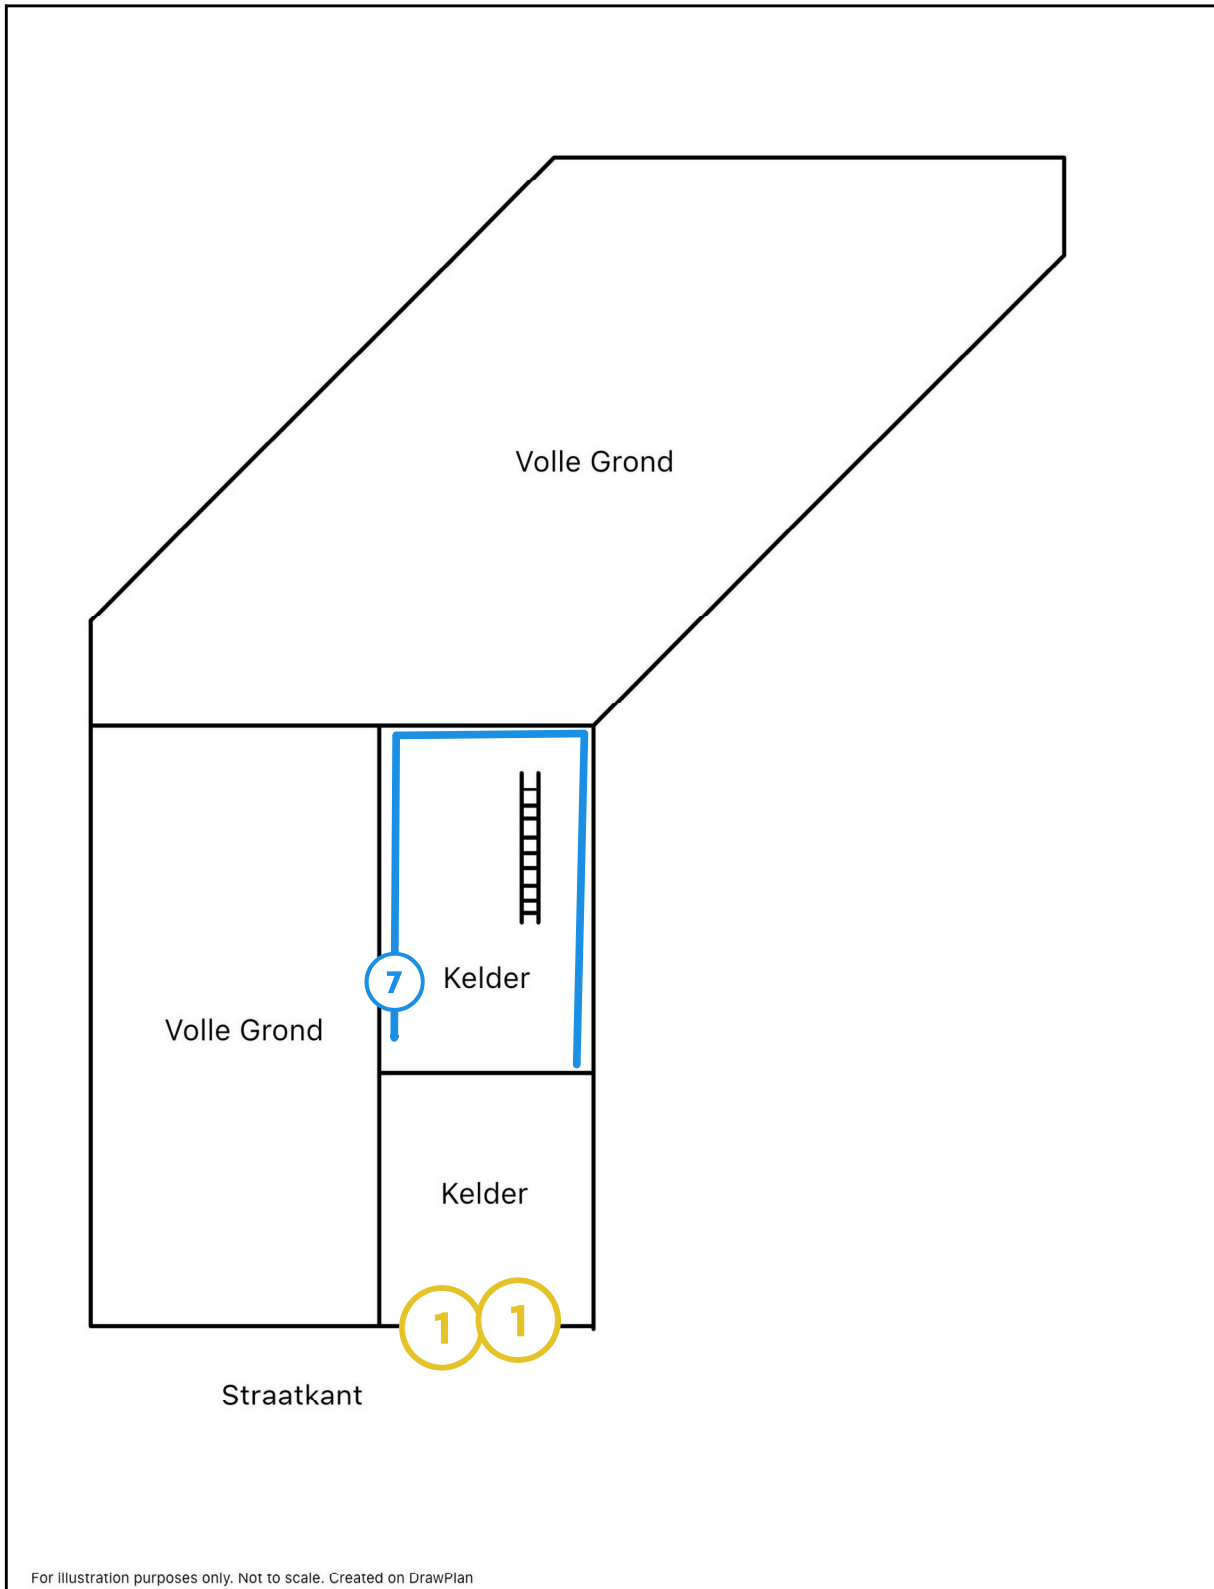 Volle Grond
7
Kelder
Volle Grond
Kelder
1
1
Straatkant
For illustration purposes only. Not to scale. Created on DrawPlan